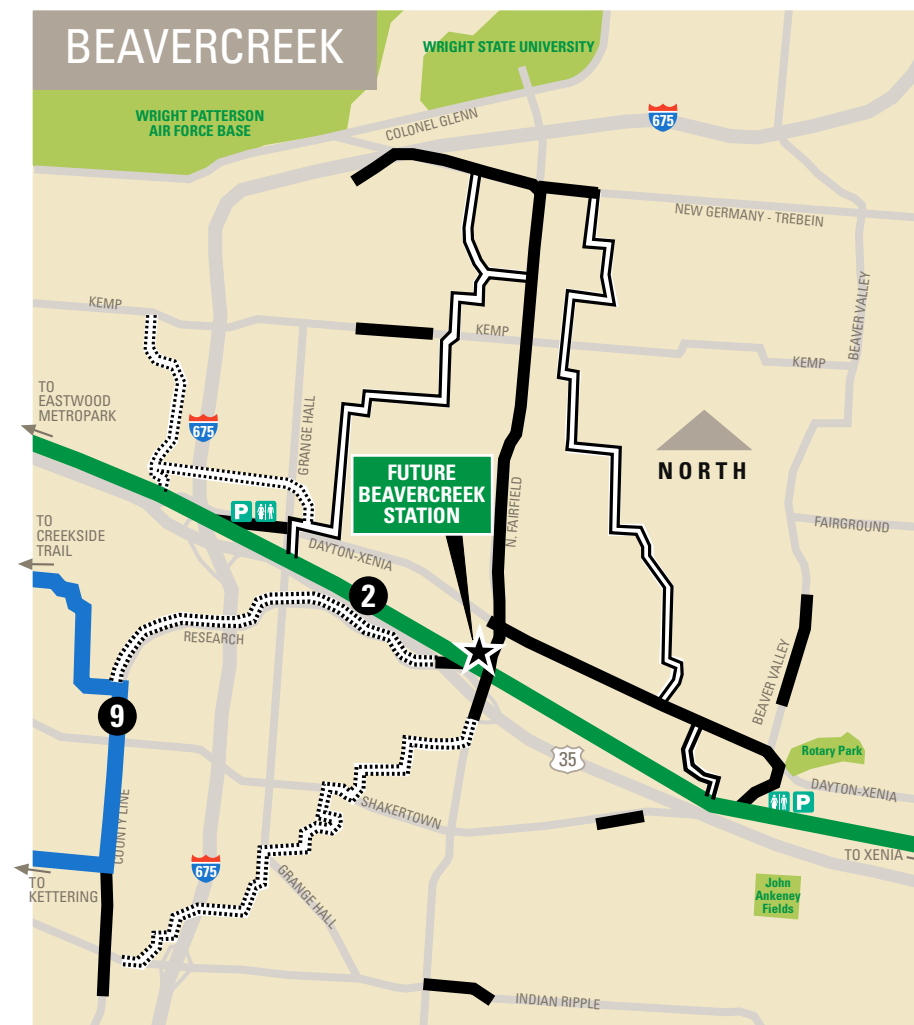 BEAVERCREEK
WRIGHT STATE UNIVERSITY
WRIGHT PATTERSON
AIR FORCE BASE
COLONEL GLENN
675
NEW GERMANY - TREBEIN
BEAVER VALLEY
KEMP
KEMP
KEMP
TO
EASTWOOD
METROPARK
675
GRANGE HALL
NORTH
FUTURE
BEAVERCREEK
STATION
N. FAIRFIELD
P
FAIRGROUND
TO
CREEKSIDE
TRAIL
DAYTON-XENIA
2
RESEARCH
BEAVER VALLEY
9
Rotary Park
35
DAYTON-XENIA
P
SHAKERTOWN
COUNTY LINE
TO XENIA
675
TO
KETTERING
GRANGE HALL
John
Ankeney
Fields
INDIAN RIPPLE